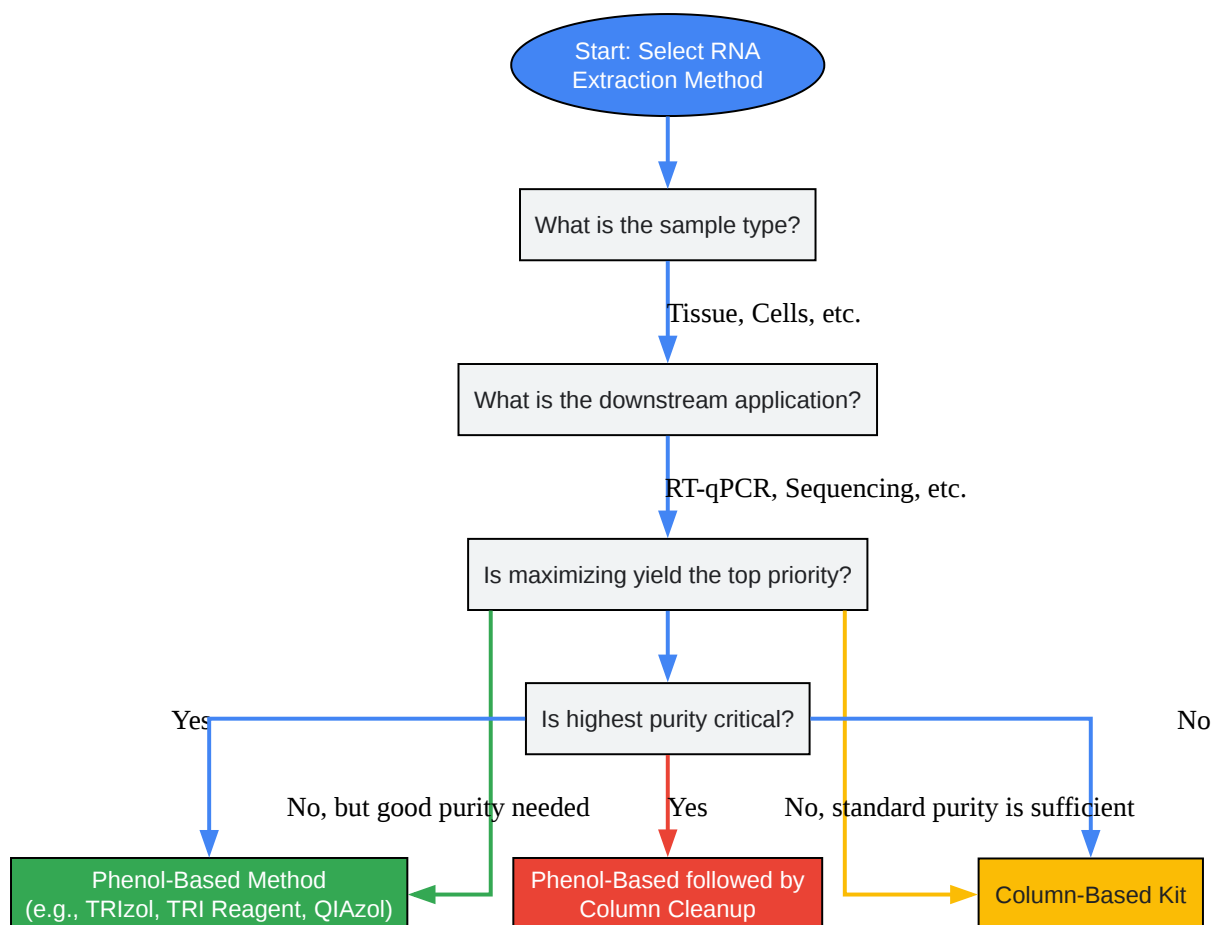 Start: Select RNA
Extraction Method
What is the sample type?
Tissue, Cells, etc.
What is the downstream application?
RT-qPCR, Sequencing, etc.
Is maximizing yield the top priority?
Is highest purity critical?
Yes
No
No, but good purity needed
Yes
No, standard purity is sufficient
Phenol-Based Method
(e.g., TRIzol, TRI Reagent, QIAzol)
Phenol-Based followed by
Column Cleanup
Column-Based Kit